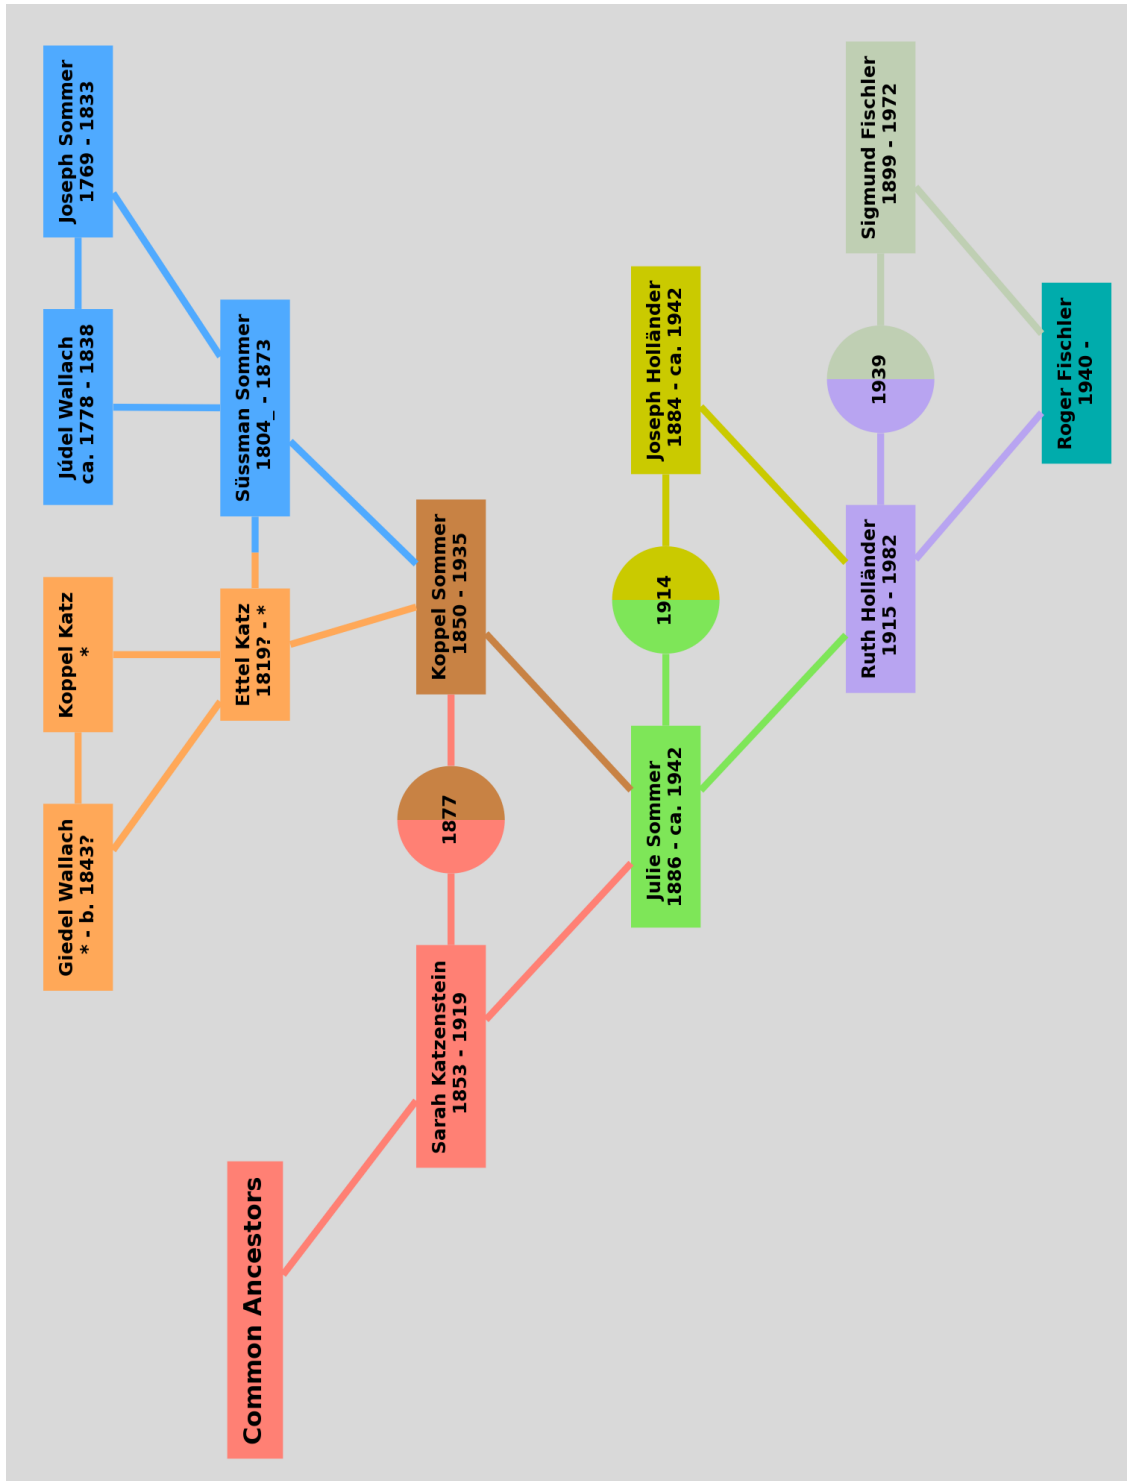 Giedel Wallach
* - b. 1843?
Koppel Katz
*
Júdel Wallach
ca. 1778 - 1838
Joseph Sommer
1769 - 1833
Common Ancestors
Ettel Katz
1819? - *
Süssman Sommer
1804_ - 1873
Sarah Katzenstein
1853 - 1919
1877
Koppel Sommer
1850 - 1935
Julie Sommer
1886 - ca. 1942
1914
Joseph Holländer
1884 - ca. 1942
Ruth Holländer
1915 - 1982
1939
Sigmund Fischler
1899 - 1972
Roger Fischler
1940 -